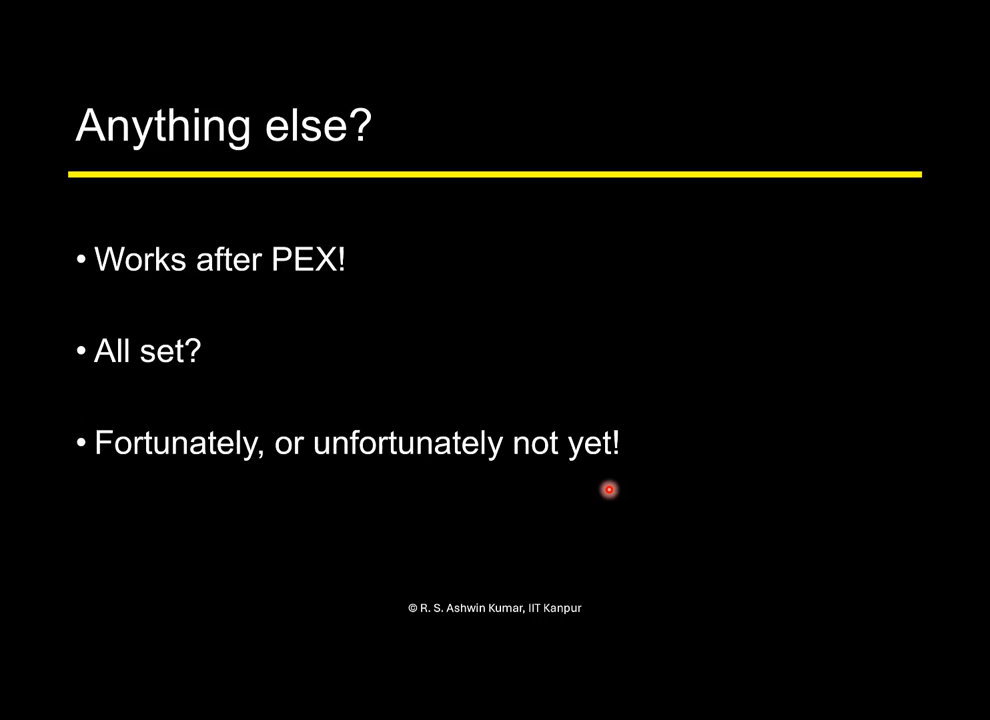 Anything else?
• Works after PEX!
• All set?
• Fortunately, or unfortunately not yet!
© R. S. Ashwin Kumar, IIT Kanpur